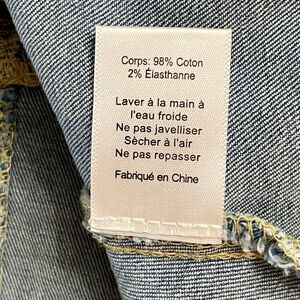 Corps: 98% Coton
2% Élasthanne
Laver à la main à
l'eau froide
Ne pas javelliser
Sècher à l'air
Ne pas repasser
Fabriqué en Chine